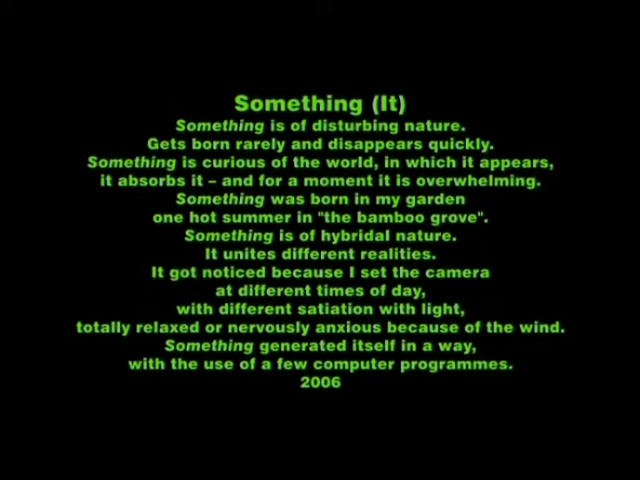 Something (It)
Something is of disturbing nature.
Gets born rarely and disappears quickly.
Something is curious of the world, in which it appears,
it absorbs it – and for a moment it is overwhelming.
Something was born in my garden
one hot summer in "the bamboo grove".
Something is of hybridal nature.
It unites different realities.
It got noticed because I set the camera
at different times of day,
with different satiation with light,
totally relaxed or nervously anxious because of the wind.
Something generated itself in a way,
with the use of a few computer programmes.
2006